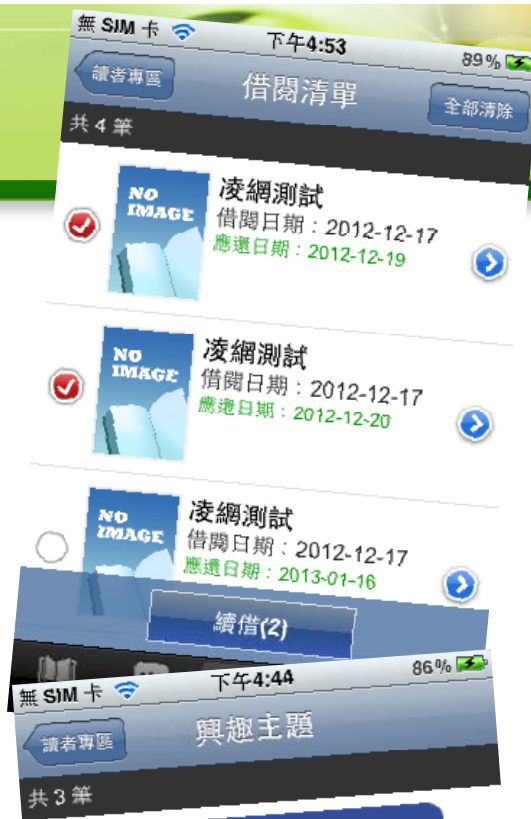 無 SIM 卡 下午4:53 89%
讀者專區 借閱清單 全部清除
共 4 筆
NO IMAGE
凌網測試
借閱日期：2012-12-17
應還日期：2012-12-19
NO IMAGE
凌網測試
借閱日期：2012-12-17
應還日期：2012-12-20
NO IMAGE
凌網測試
借閱日期：2012-12-17
應還日期：2013-01-16
續借(2)
無 SIM 卡 下午4:44 86%
讀者專區 興趣主題
共 3 筆